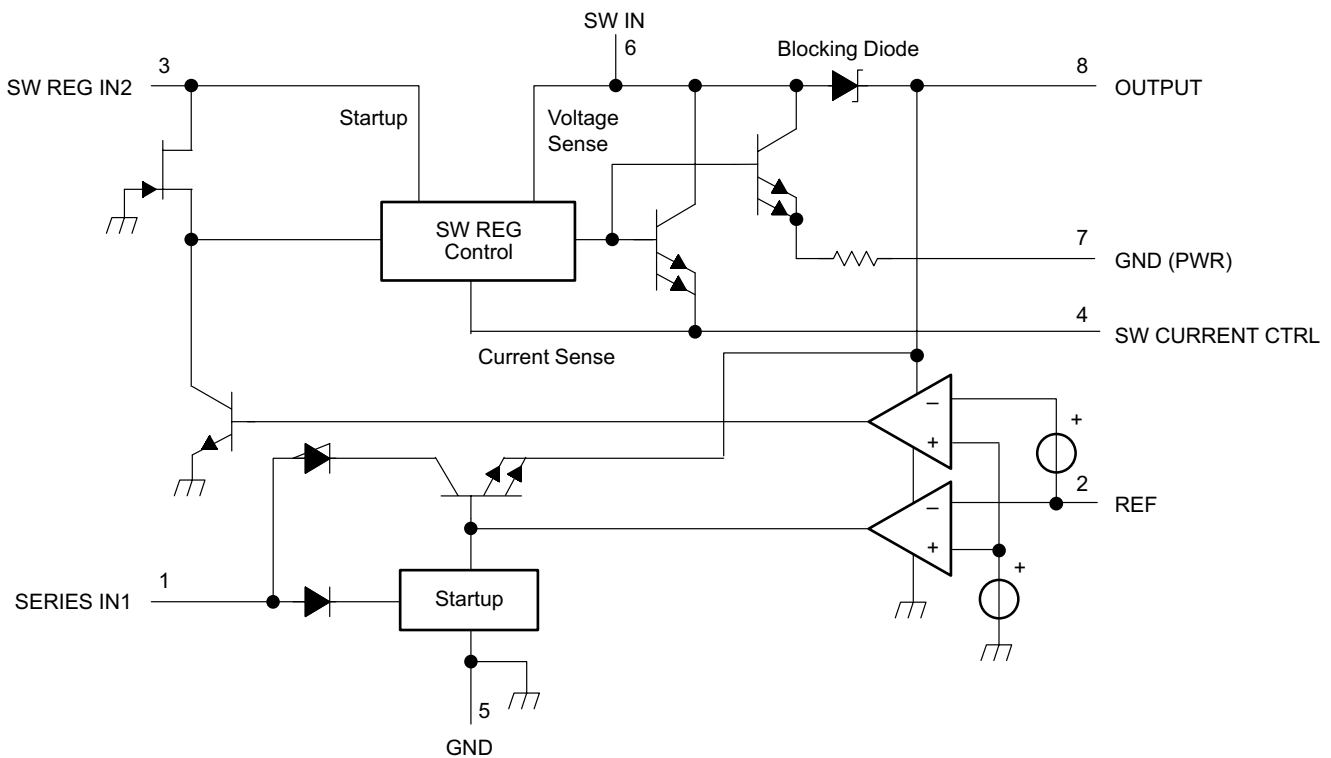 SW IN
6
Blocking Diode
3
8
SW REG IN2
OUTPUT
Startup
Voltage
Sense
SW REG
Control
7
GND (PWR)
4
SW CURRENT CTRL
Current Sense
–
+
+
2
REF
–
+
+
1
SERIES IN1
Startup
5
GND